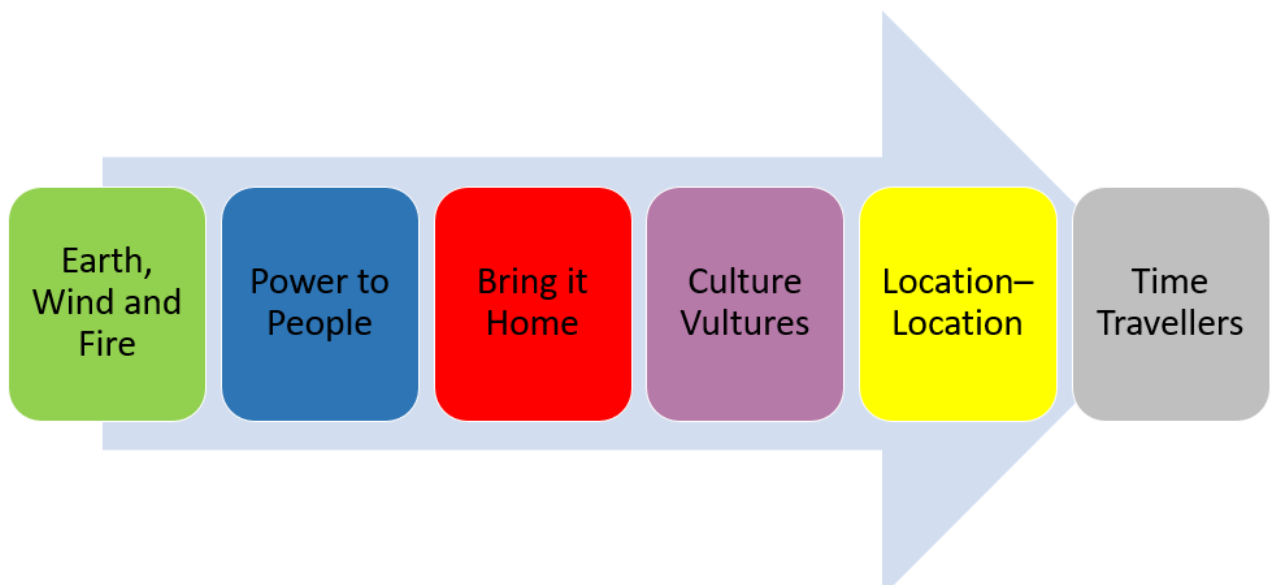 Earth,
Wind and
Fire
Power to
People
Bring it
Home
Culture
Vultures
Location–
Location
Time
Travellers